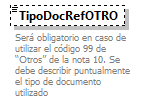 TipoDocRefOTRO
Será obligatorio en caso de
utilizar el código 99 de
“Otros” de la nota 10. Se
debe describir puntualmente
el tipo de documento
utilizado